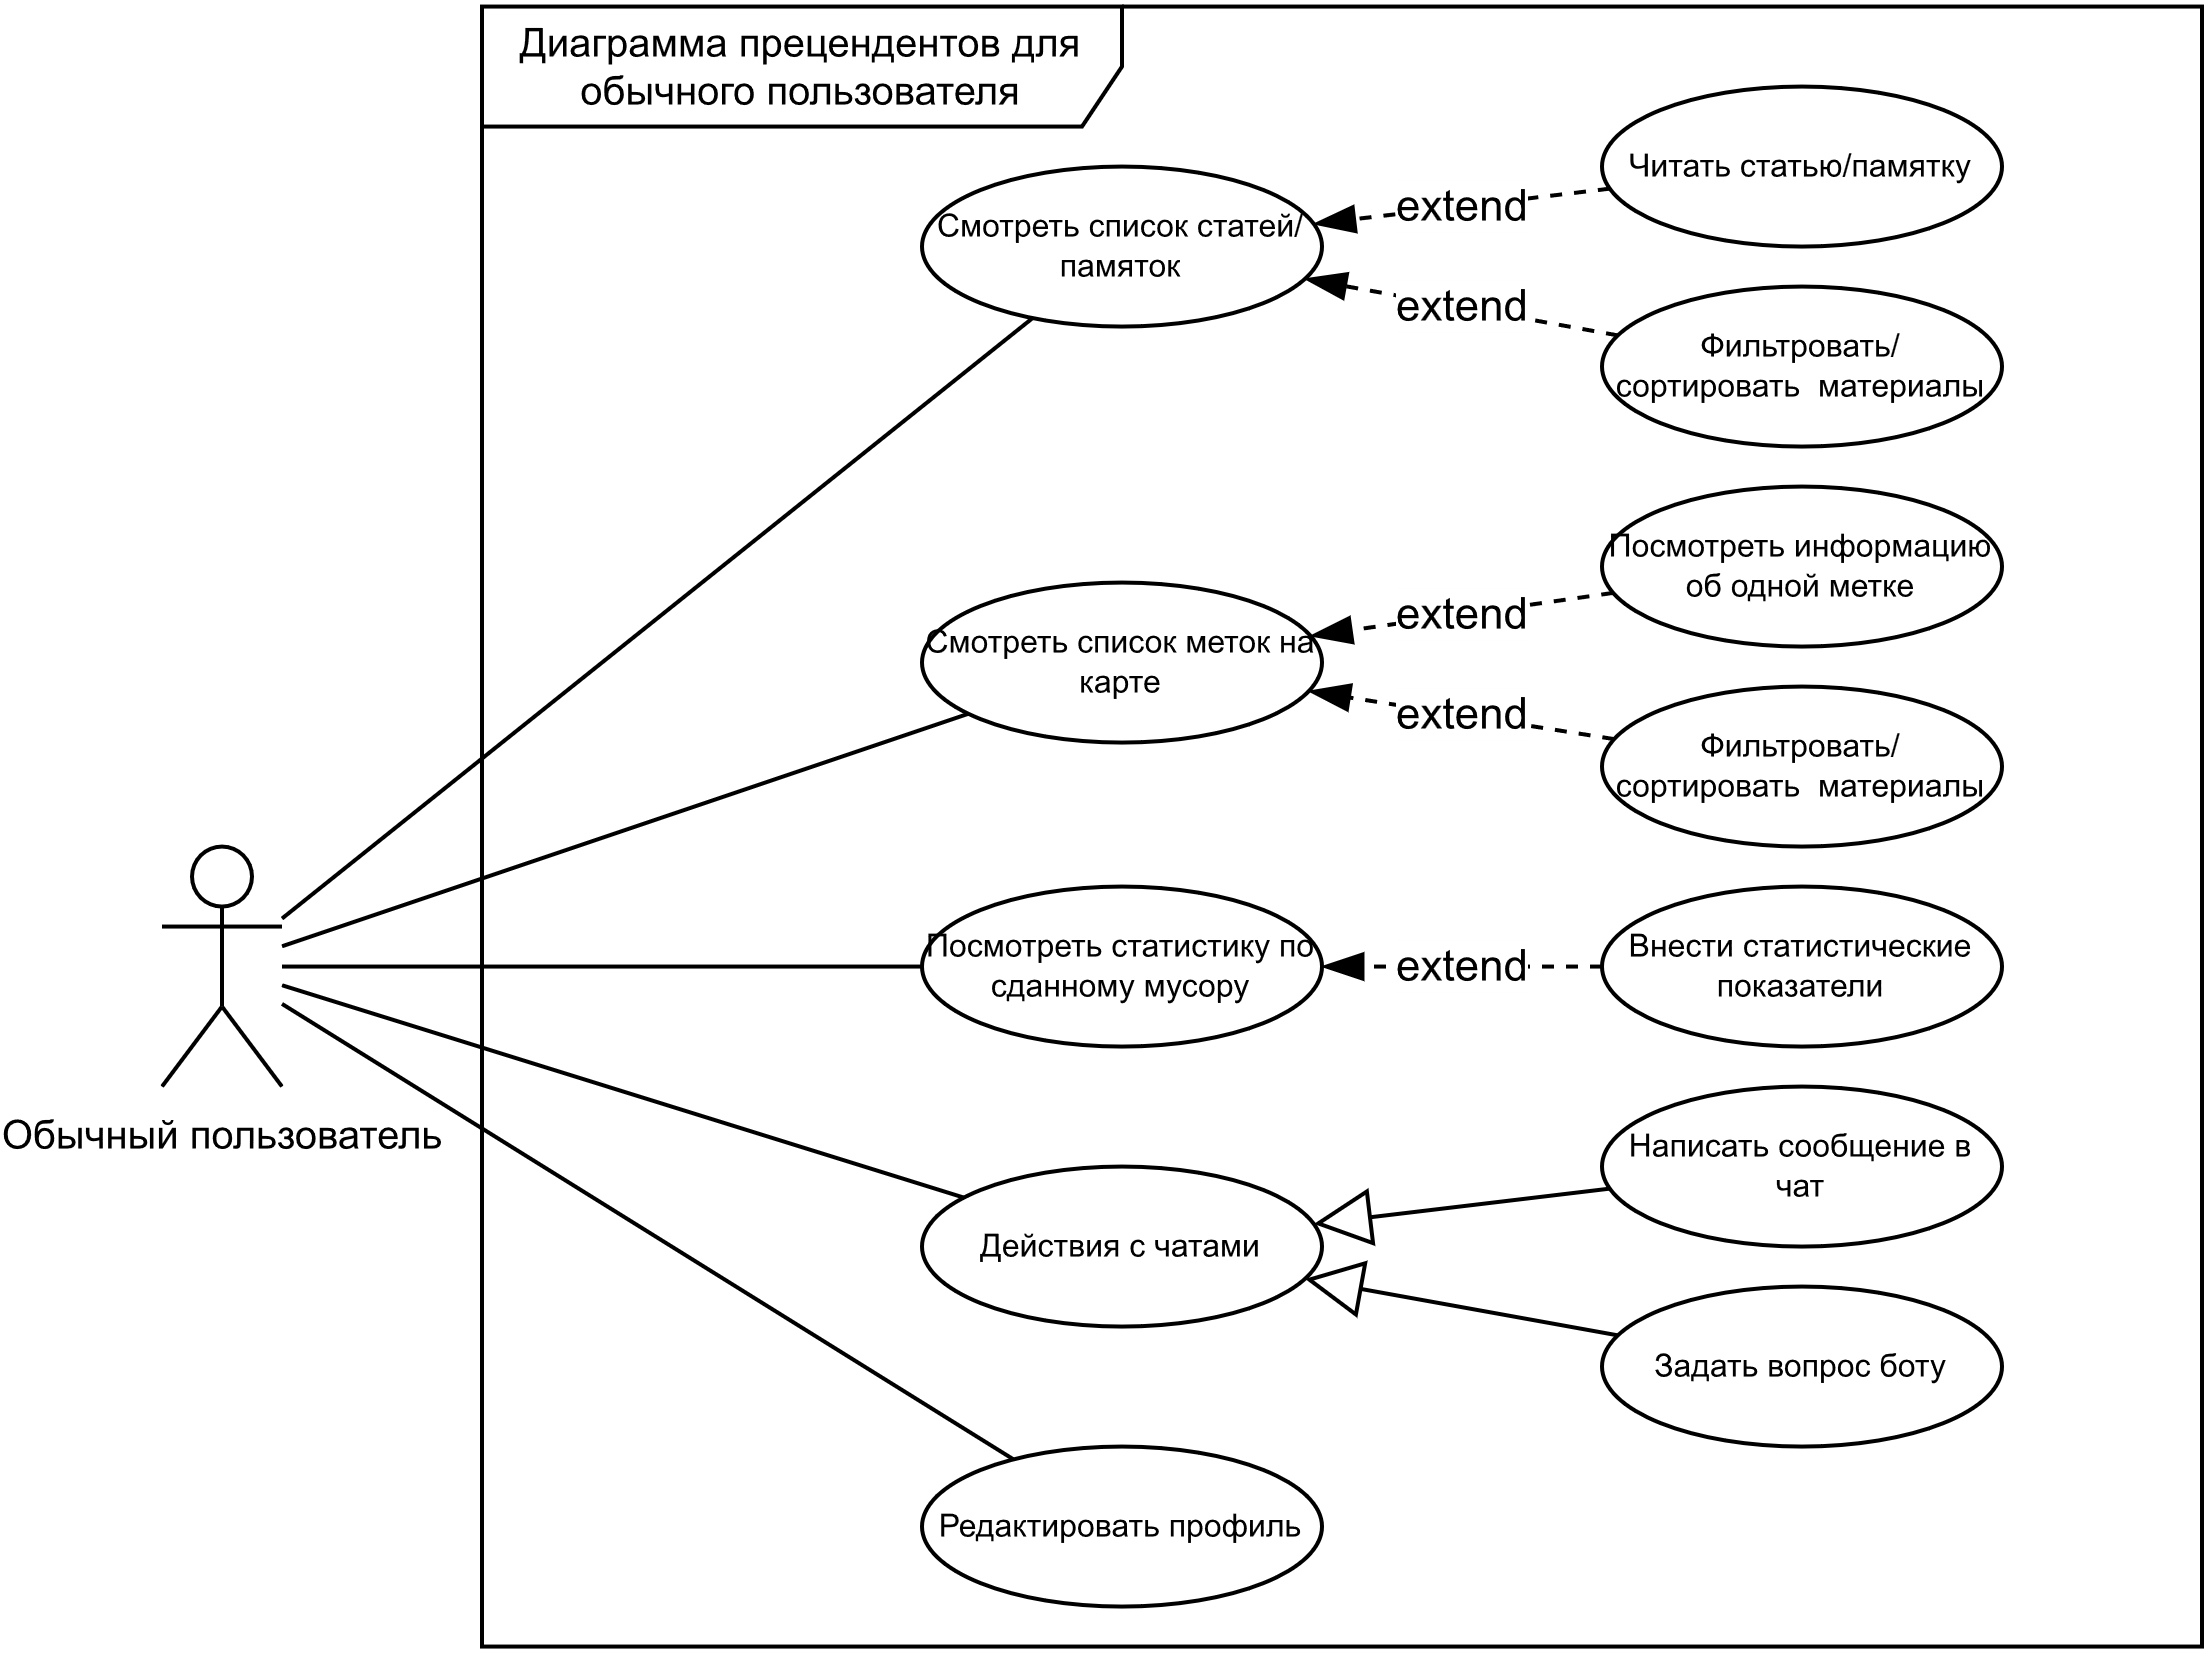 Диаграмма прецендентов для
обычного пользователя
Читать статью/памятку
extend
Смотреть список статей/
памяток
extend
Фильтровать/
сортировать  материалы
Посмотреть информацию
об одной метке
extend
Смотреть список меток на
карте
extend
Фильтровать/
сортировать  материалы
Посмотреть статистику по
сданному мусору
extend
Внести статистические
показатели
Обычный пользователь
Написать сообщение в
чат
Действия с чатами
Задать вопрос боту
Редактировать профиль